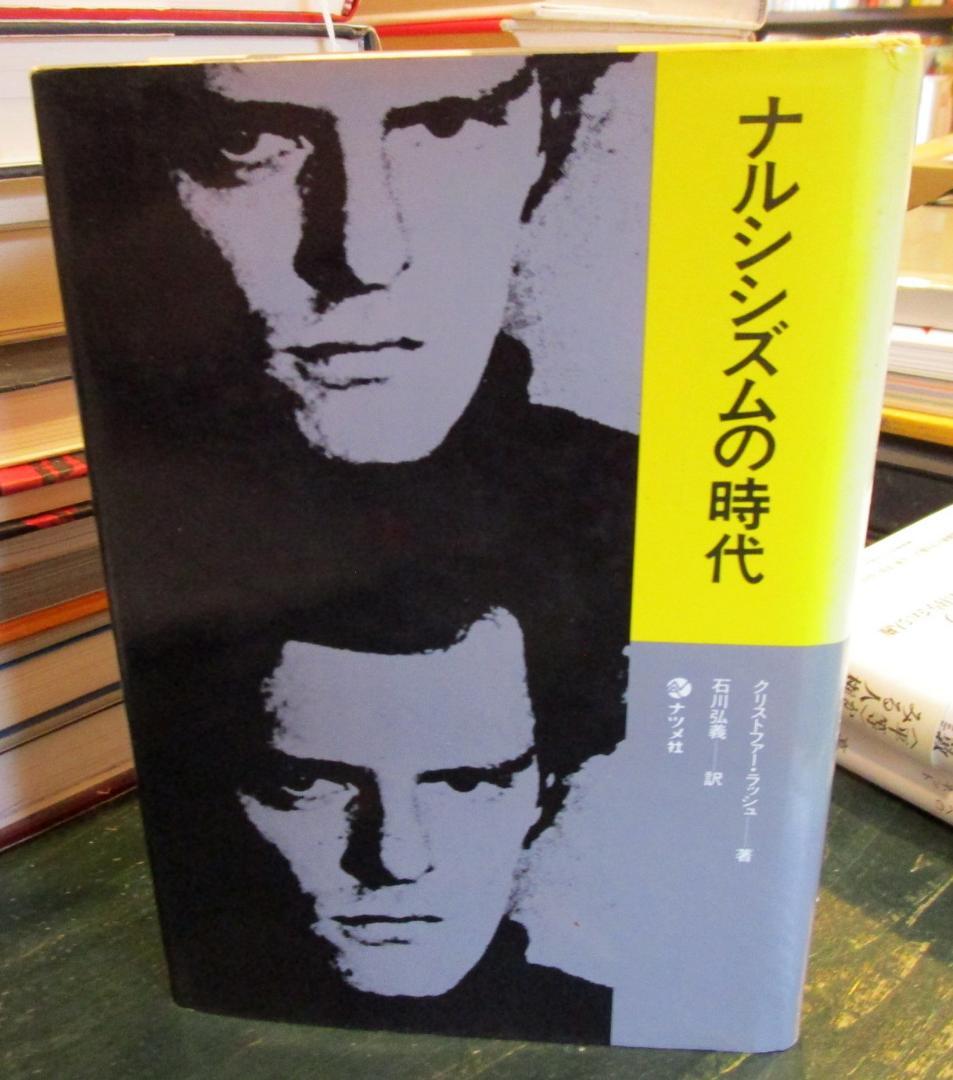 ナルシシズムの時代
クリストファー・ラッシュ──著
石川弘義──訳
ナツメ社